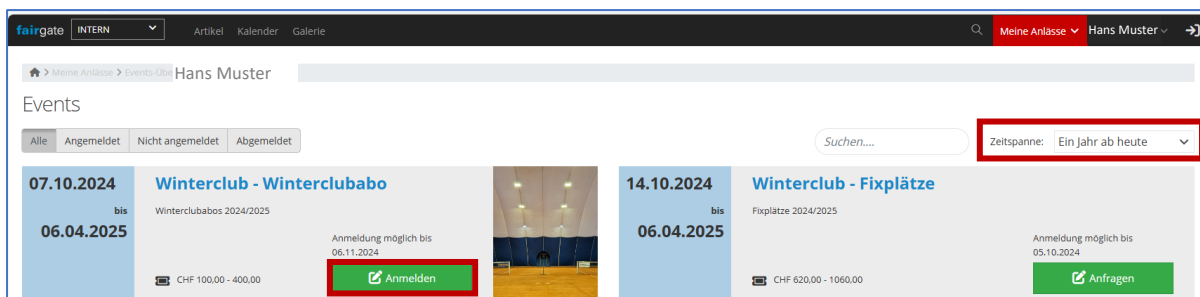 fairgate INTERN Artikel Kalender Galerie Meine Anlässe Hans Muster
> Meine Anlässe > Events-Übe Hans Muster
Events
Alle Angemeldet Nicht angemeldet Abgemeldet Suchen.... Zeitspanne: Ein Jahr ab heute
07.10.2024
bis
06.04.2025
Winterclub - Winterclubabo
Winterclubabos 2024/2025
Anmeldung möglich bis
06.11.2024
CHF 100,00 - 400,00 Anmelden
14.10.2024
bis
06.04.2025
Winterclub - Fixplätze
Fixplätze 2024/2025
Anmeldung möglich bis
05.10.2024
CHF 620,00 - 1060,00 Anfragen